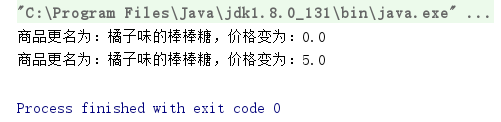 "C:\Program Files\Java\jdk1.8.0_131\bin\java.exe" ...
商品更名为：橘子味的棒棒糖，价格变为：0.0
商品更名为：橘子味的棒棒糖，价格变为：5.0
Process finished with exit code 0